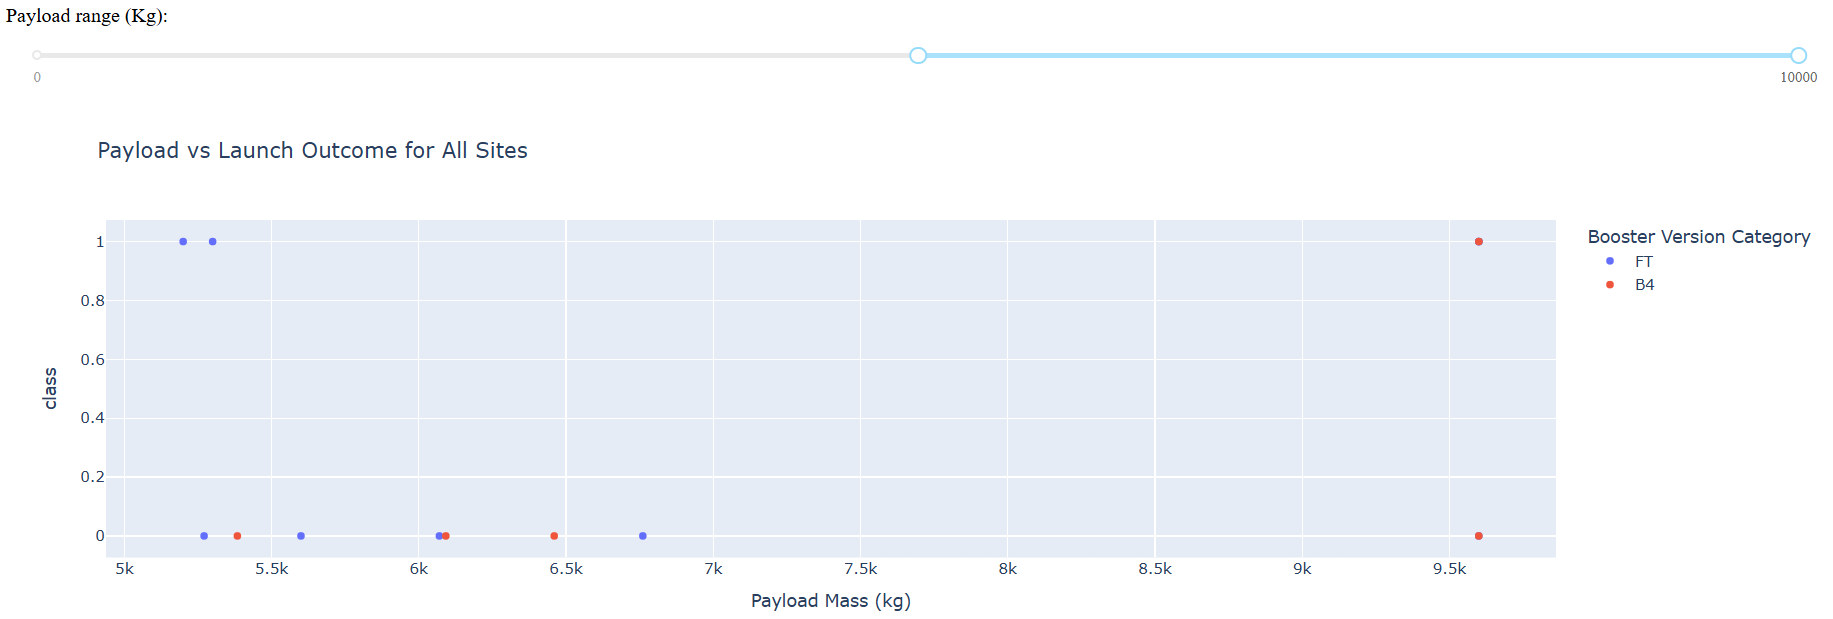 Payload range (Kg):
0
10000
Payload vs Launch Outcome for All Sites
Booster Version Category
FT
B4
class
1
0.8
0.6
0.4
0.2
0
5k
5.5k
6k
6.5k
7k
7.5k
8k
8.5k
9k
9.5k
Payload Mass (kg)